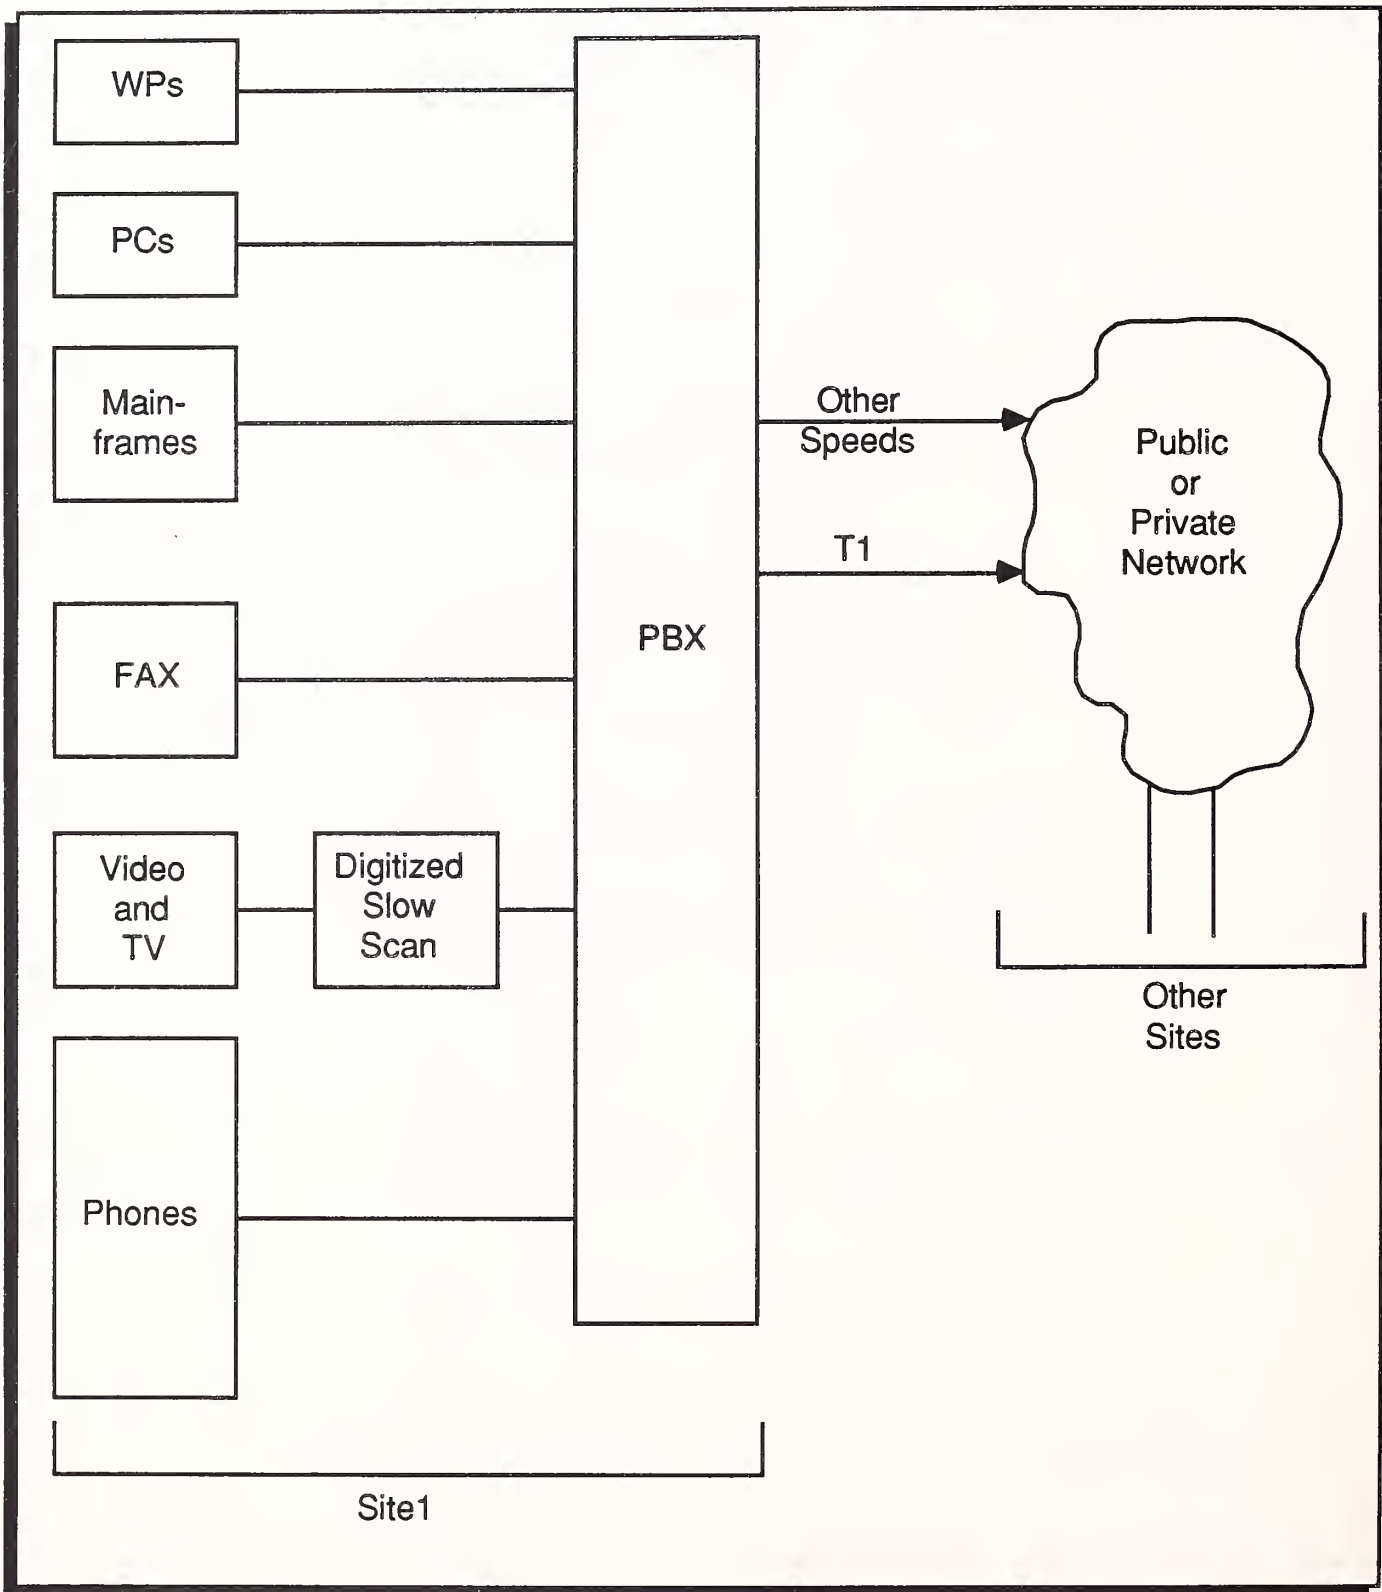 WPs
PCs
Main-
frames
FAX
Video
and
TV
Digitized
Slow
Scan
Phones
PBX
Other
Speeds
T1
Public
or
Private
Network
Other
Sites
Site1